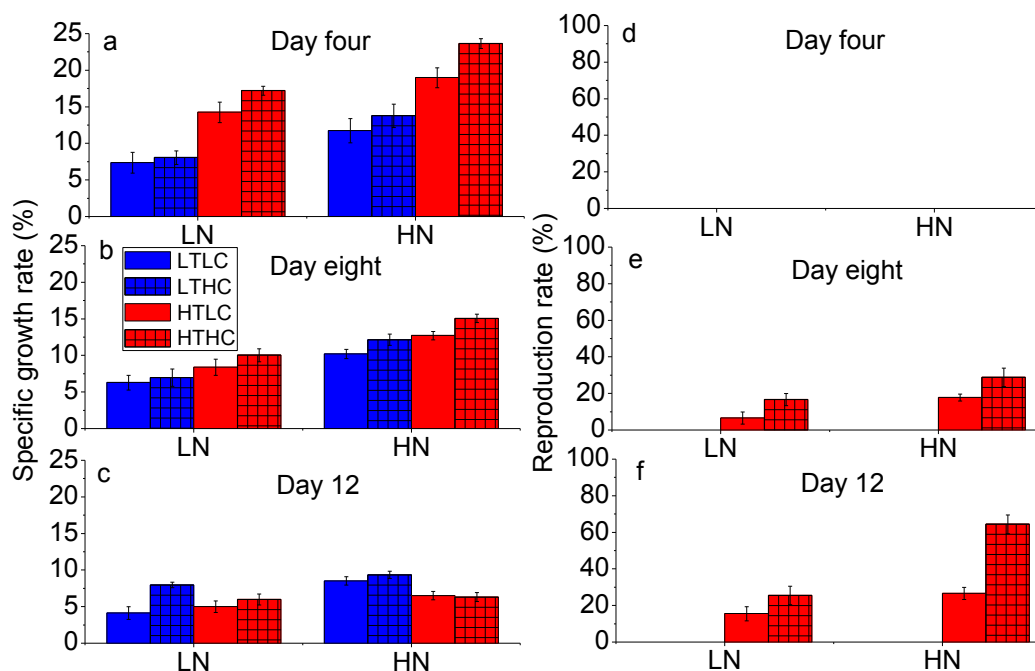 Specific growth rate (%)
a
Day four
25
20
15
10
5
0
LN
HN
b
Day eight
25
20
15
10
5
0
LTLC
LTHC
HTLC
HTHC
LN
HN
c
Day 12
25
20
15
10
5
0
LN
HN
Reproduction rate (%)
d
Day four
100
80
60
40
20
0
LN
HN
e
Day eight
100
80
60
40
20
0
LN
HN
f
Day 12
100
80
60
40
20
0
LN
HN